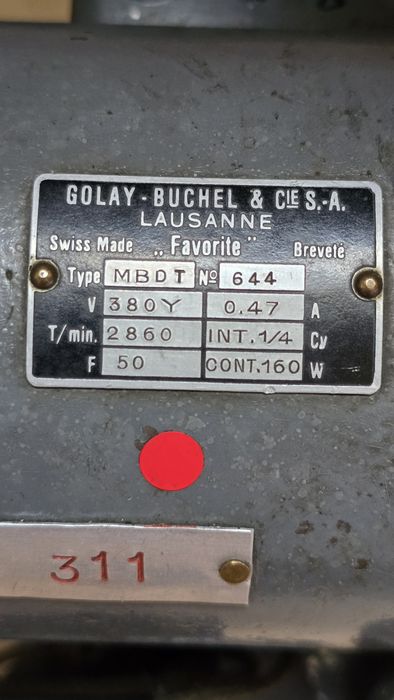 GOLAY-BUCHEL & CIE S.-A.
LAUSANNE
Swiss Made „Favorite" Breveté
Type MBDT No 644
V 380Y 0.47 A
T/min. 2860 INT.1/4 Cv
F 50 CONT.160 W
311